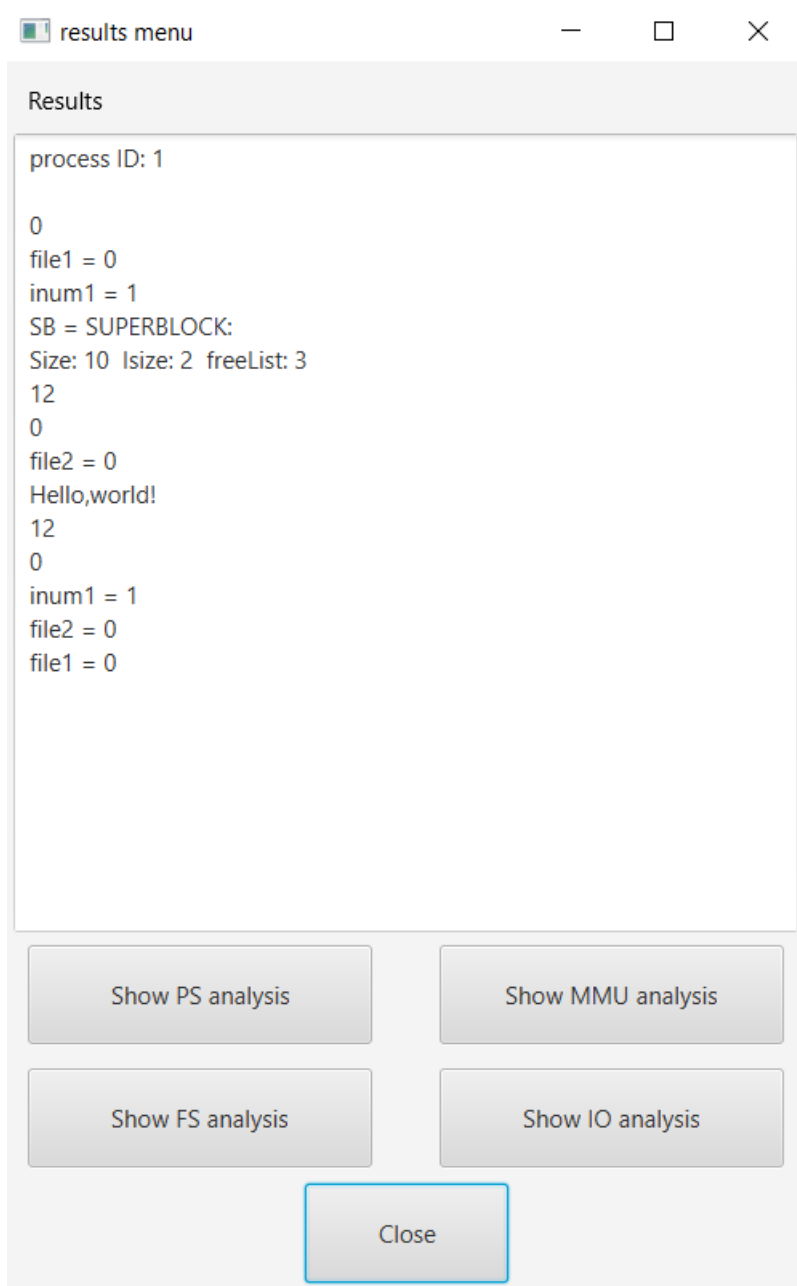 results menu
Results
process ID: 1
0
file1 = 0
inum1 = 1
SB = SUPERBLOCK:
Size: 10  Isize: 2  freeList: 3
12
0
file2 = 0
Hello,world!
12
0
inum1 = 1
file2 = 0
file1 = 0
Show PS analysis
Show MMU analysis
Show FS analysis
Show IO analysis
Close